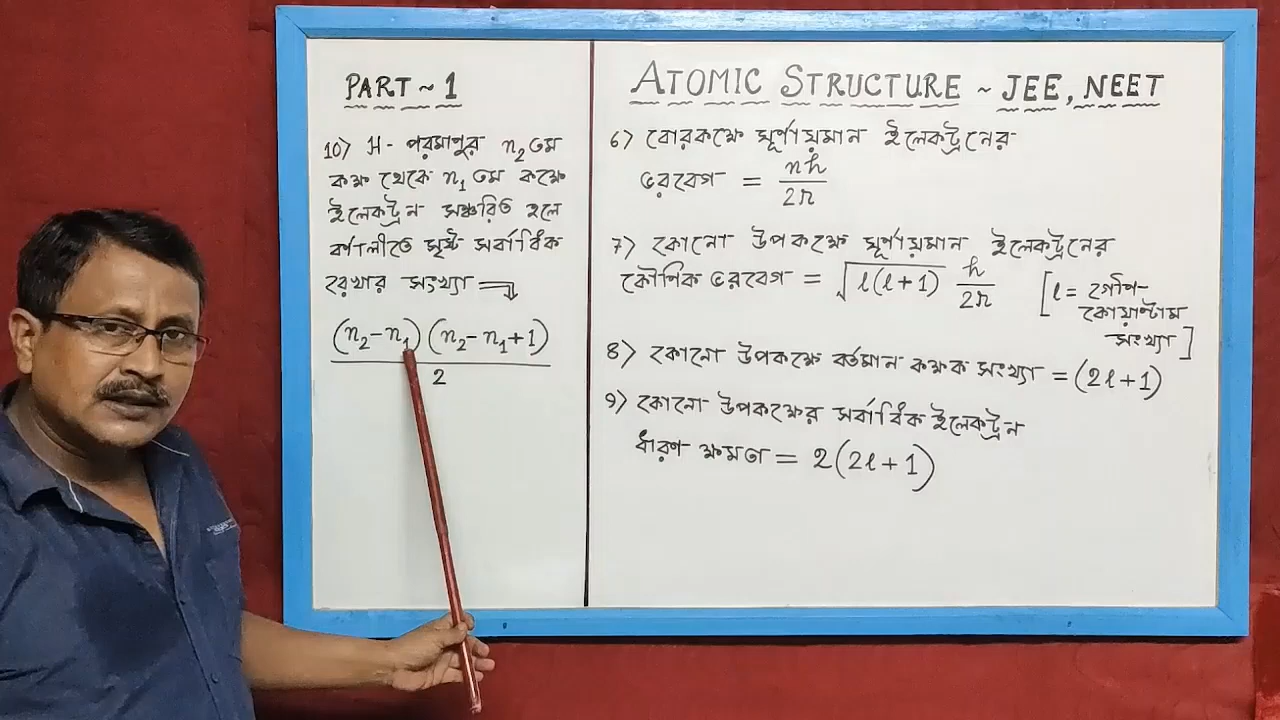 PART ~ 1
10> H- পরমাণুর n₂ তম
কক্ষ থেকে n₁ তম কক্ষে
ইলেকট্রন সঞ্চারিত হলে
বর্ণালীতে সৃষ্ট সর্বাধিক
রেখার সংখ্যা
(n₂-n₁)(n₂-n₁+1)
2
ATOMIC STRUCTURE ~ JEE, NEET
6> বোরকক্ষে ঘূর্ণায়মান ইলেকট্রনের
ভরবেগ = nh/2π
7> কোনো উপকক্ষে ঘূর্ণায়মান ইলেকট্রনের
কৌণিক ভরবেগ = √l(l+1) h/2π [l = গৌণ-
কোয়ান্টাম
সংখ্যা]
8> কোনো উপকক্ষে বর্তমান কক্ষক সংখ্যা = (2l+1)
9> কোনো উপকক্ষের সর্বাধিক ইলেকট্রন
ধারণ ক্ষমতা = 2(2l+1)